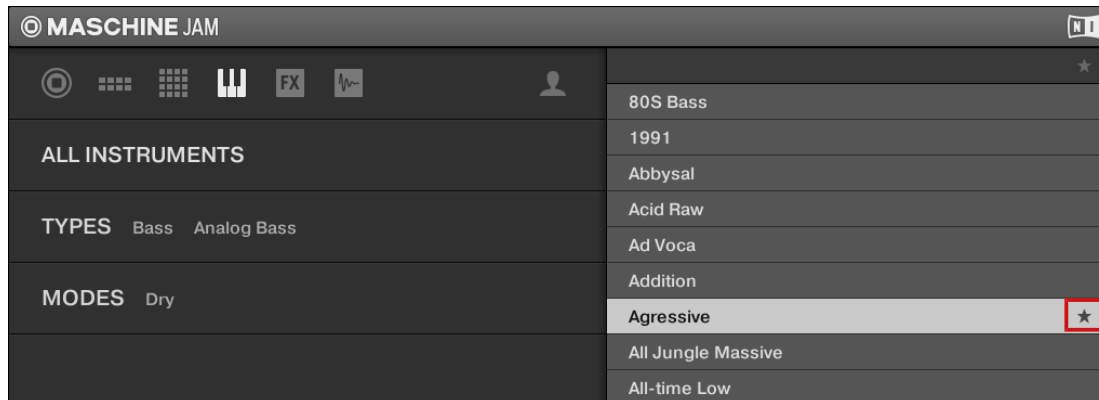 MASCHINE JAM
NI
FX
ALL INSTRUMENTS
TYPES Bass Analog Bass
MODES Dry
80S Bass
1991
Abbysal
Acid Raw
Ad Voca
Addition
Agressive
All Jungle Massive
All-time Low